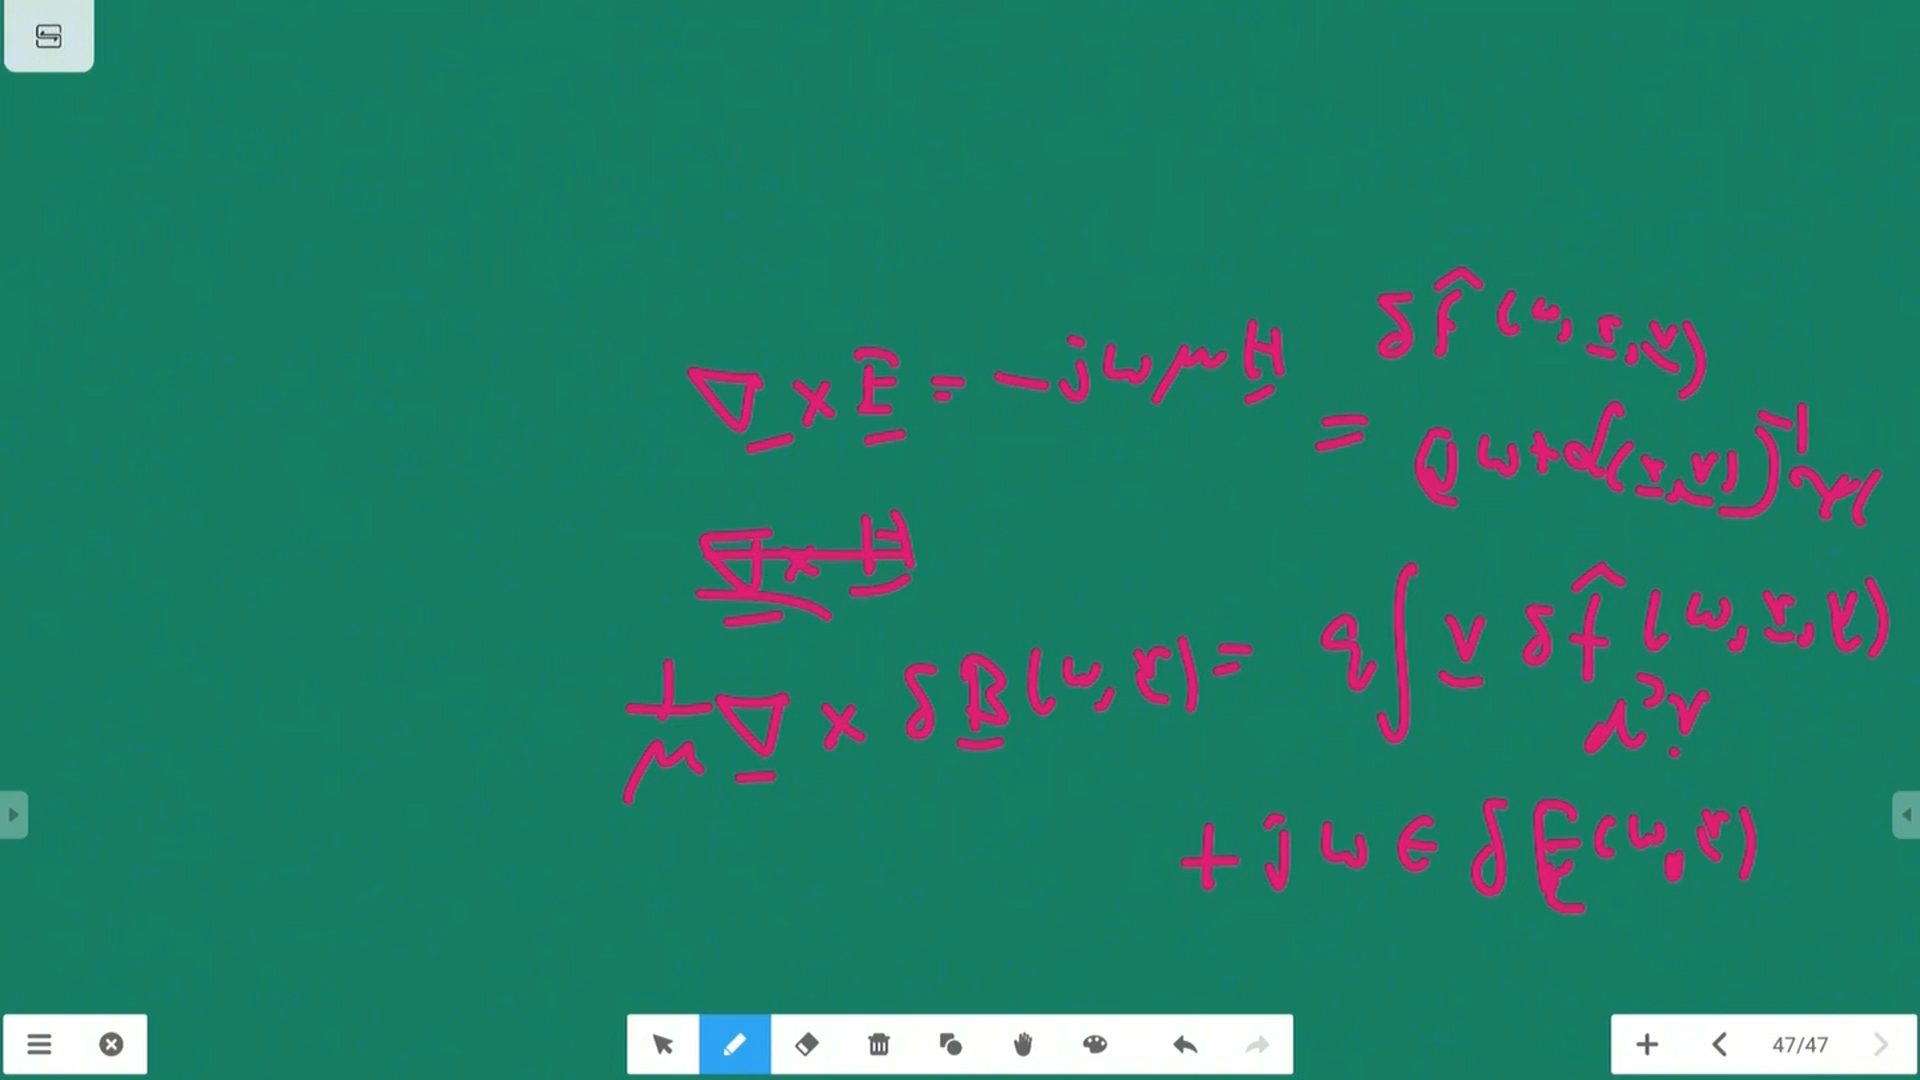 δf̂(ω, r, v)
∇ × E = -jωμH
= (jω + α(r, v))⁻¹
1/μ ∇ × δB(ω, r) = q∫ v δf̂(ω, r, v)
d³v
+ jωε δE(ω, r)
47/47